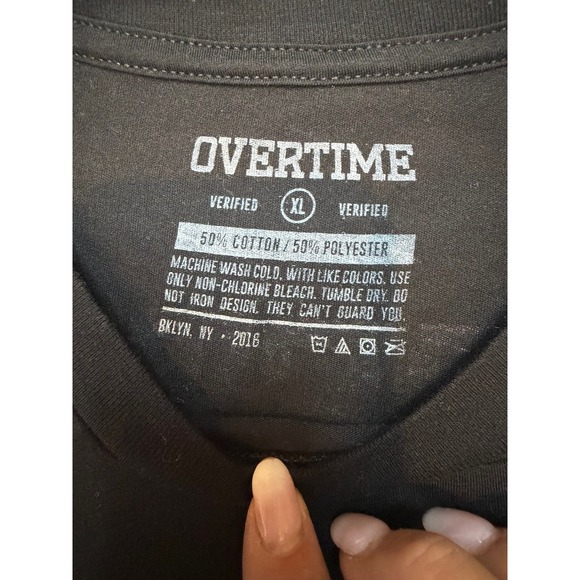 OVERTIME
VERIFIED XL VERIFIED
50% COTTON / 50% POLYESTER
MACHINE WASH COLD, WITH LIKE COLORS. USE
ONLY NON-CHLORINE BLEACH. TUMBLE DRY. DO
NOT IRON DESIGN. THEY CAN'T GUARD YOU.
BKLYN, NY • 2016